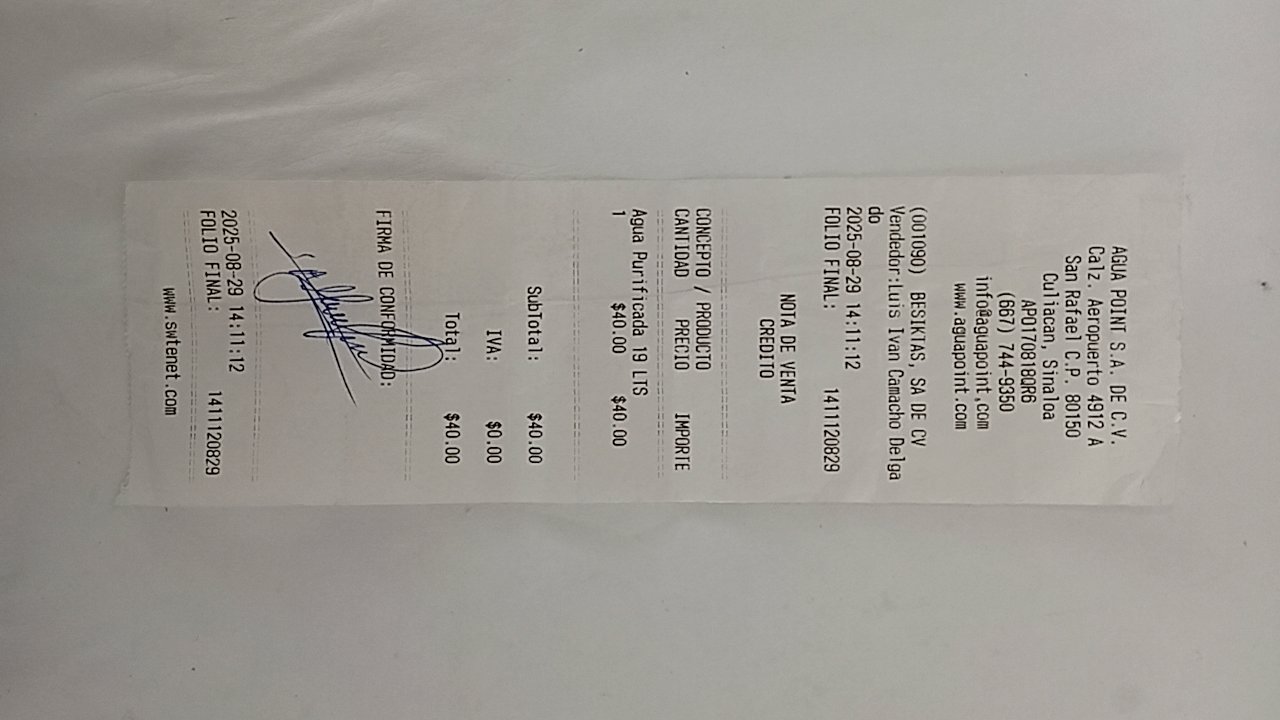 AGUA POINT S.A. DE C.V.
Calz. Aeropuerto 4912 A
San Rafael C.P. 80150
Culiacan, Sinaloa
APO170818QR6
(667) 744-9350
info@aguapoint,com
www.aguapoint.com
(001090) BESIKTAS, SA DE CV
Vendedor:Luis Ivan Camacho Delga
do
2025-08-29 14:11:12
FOLIO FINAL: 1411120829
NOTA DE VENTA
CREDITO
CONCEPTO / PRODUCTO
CANTIDAD PRECIO IMPORTE
Agua Purificada 19 LTS
1 $40.00 $40.00
SubTotal: $40.00
IVA: $0.00
Total: $40.00
FIRMA DE CONFORMIDAD:
2025-08-29 14:11:12
FOLIO FINAL: 1411120829
www.swtenet.com